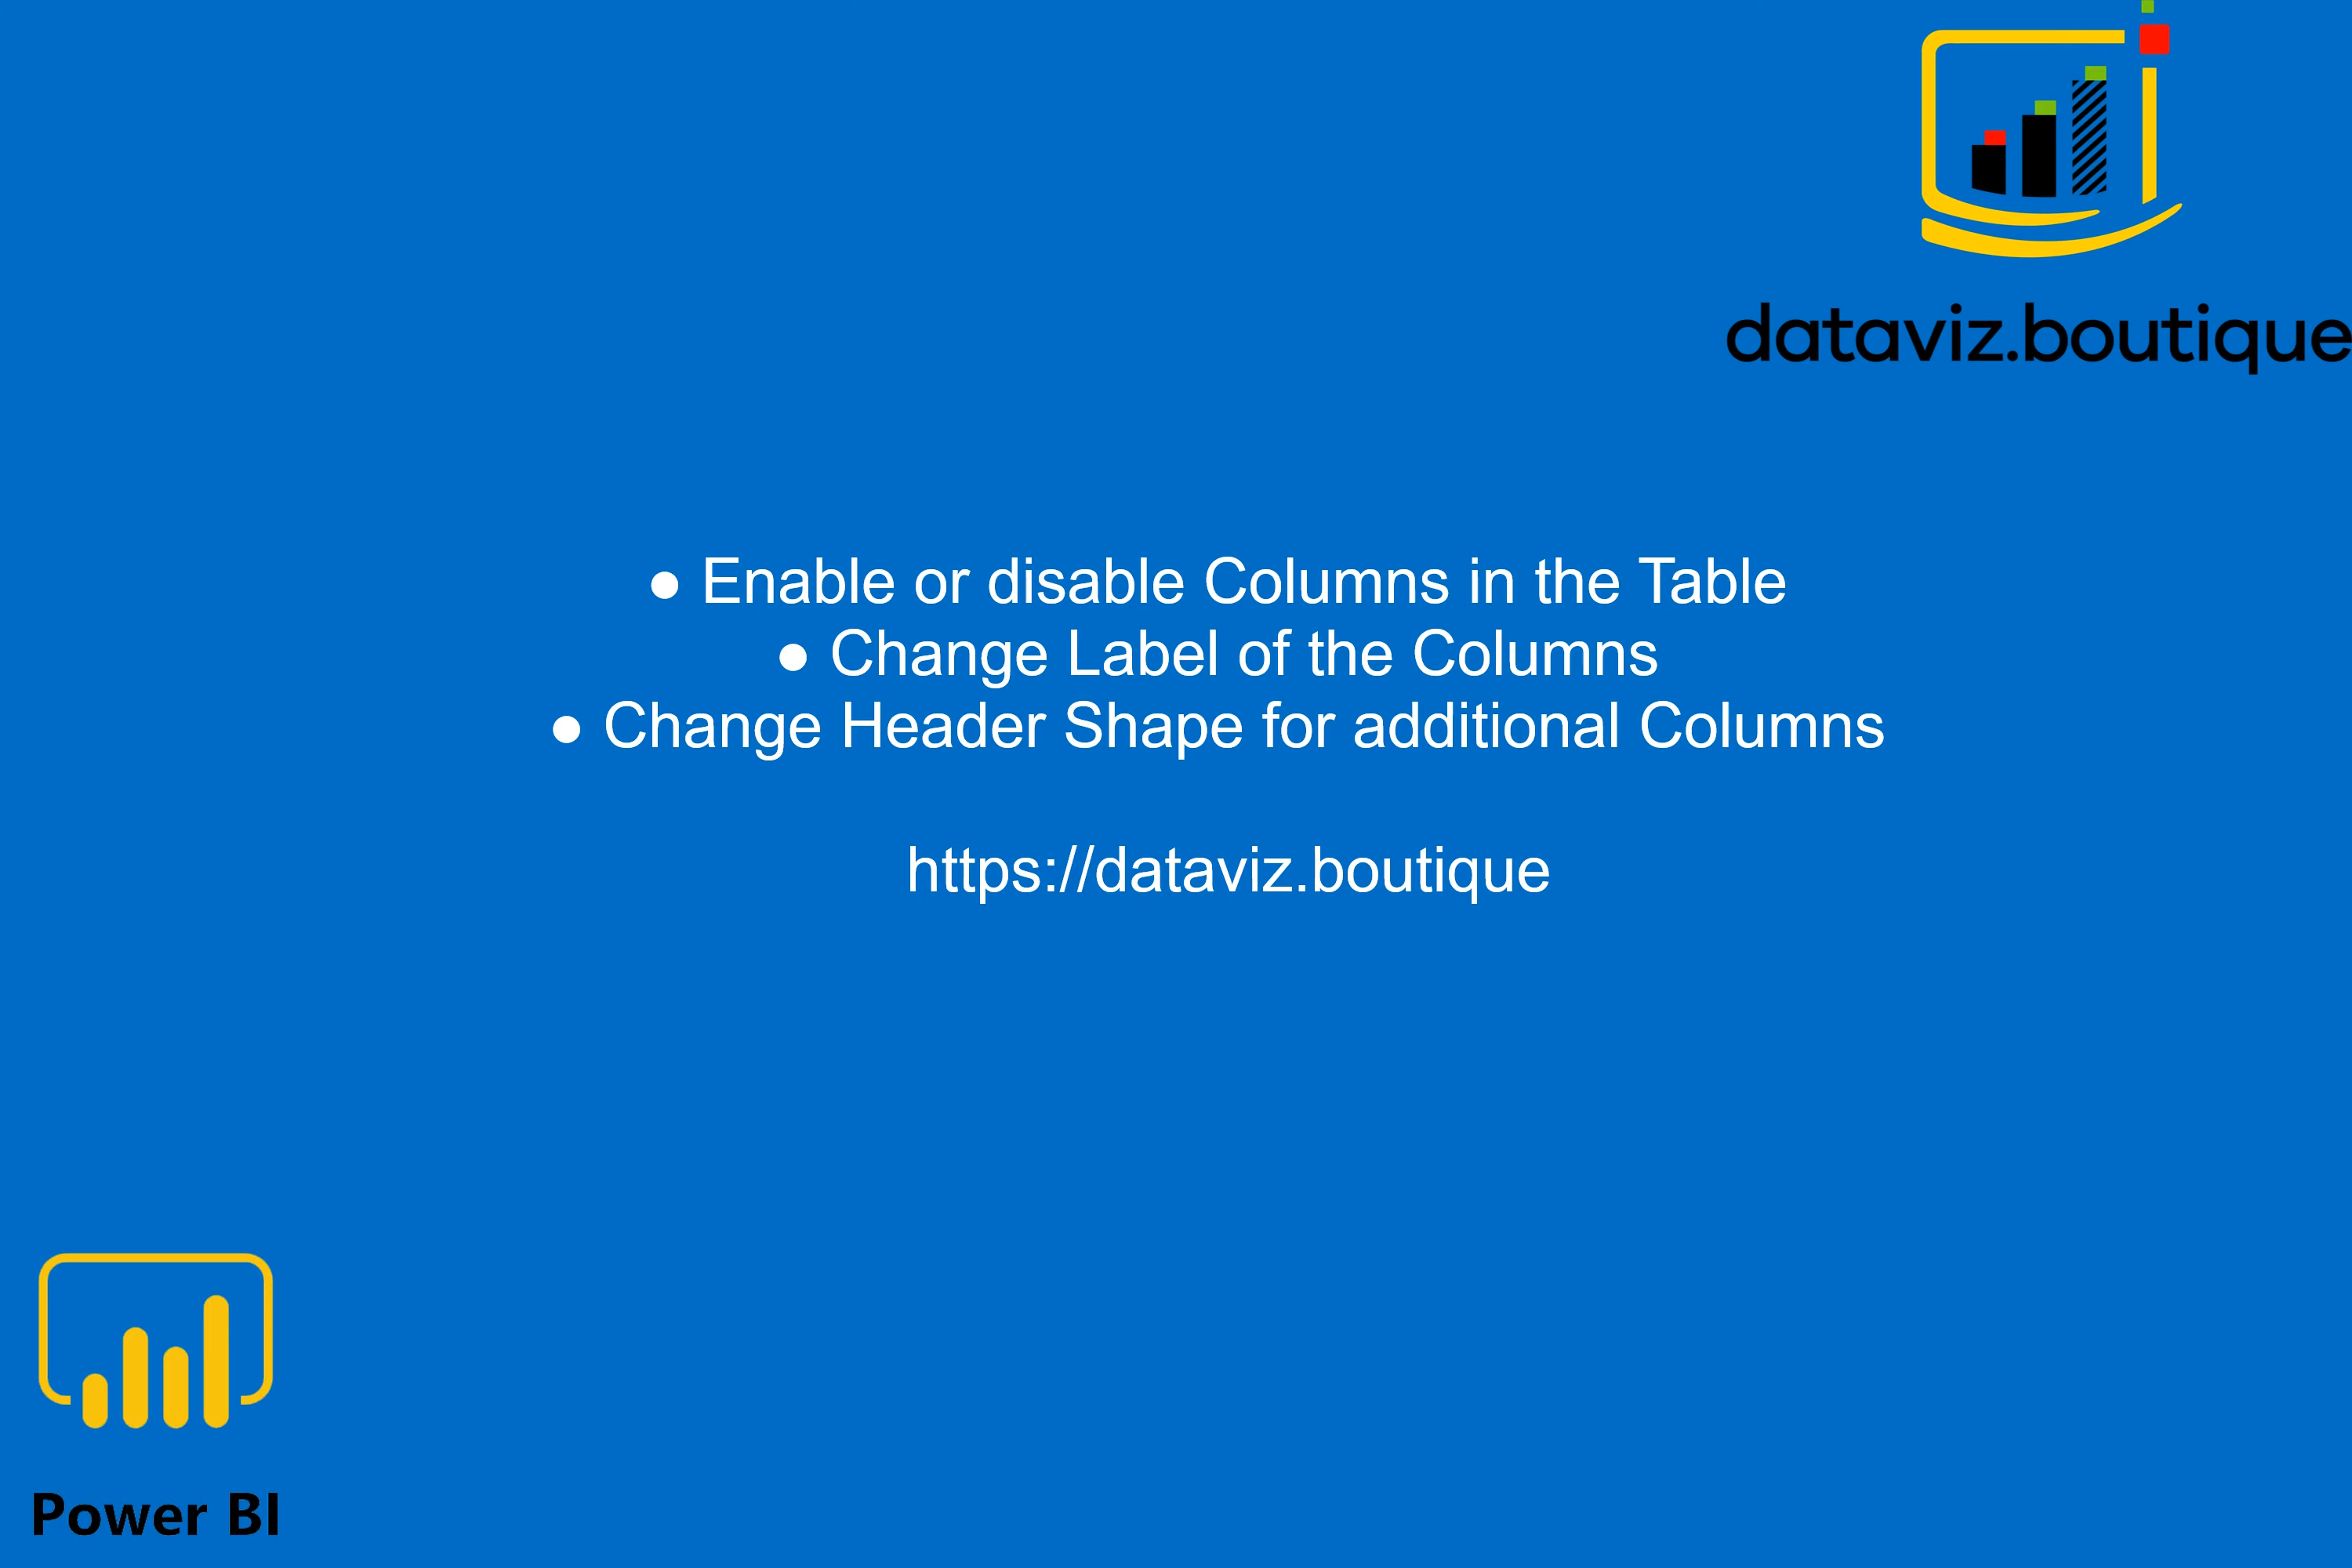 dataviz.boutique
● Enable or disable Columns in the Table
● Change Label of the Columns
● Change Header Shape for additional Columns
https://dataviz.boutique
Power BI